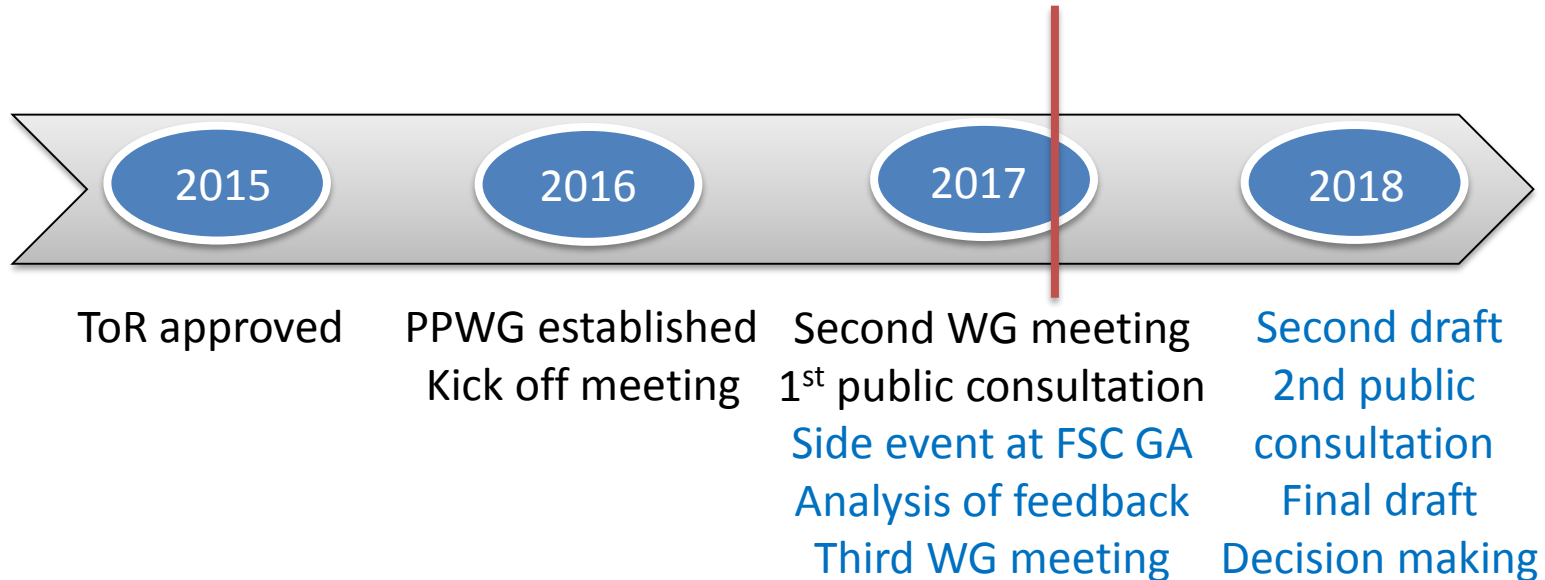 2015
2016
2017
2018
ToR approved
PPWG established
Kick off meeting
Second WG meeting
1st public consultation
Side event at FSC GA
Analysis of feedback
Third WG meeting
Second draft
2nd public
consultation
Final draft
Decision making